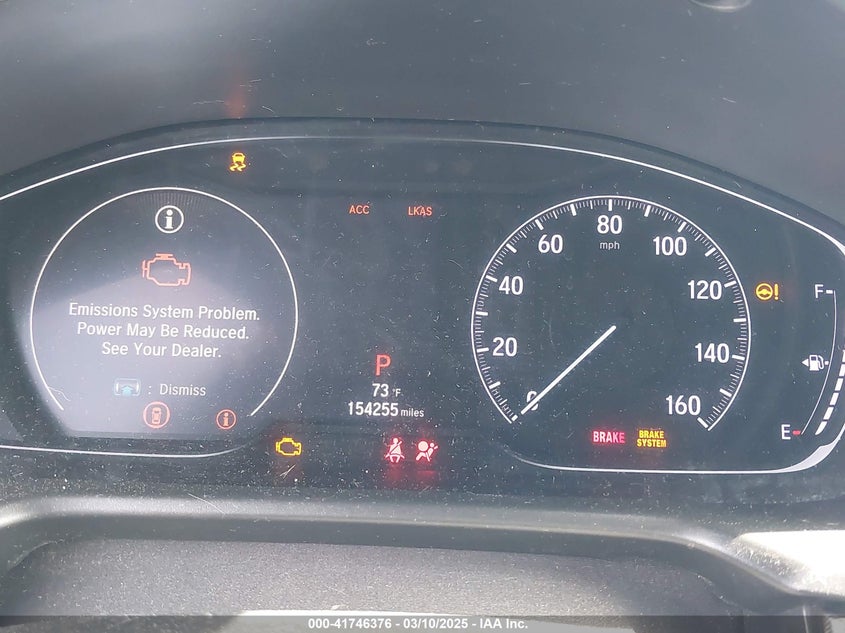 ACC LKAS
Emissions System Problem.
Power May Be Reduced.
See Your Dealer.
: Dismiss
P
73 °F
154255 miles
0
20
40
60
80
mph
100
120
140
160
F
E
BRAKE
BRAKE
SYSTEM
000-41746376 — 03/10/2025 — IAA Inc.